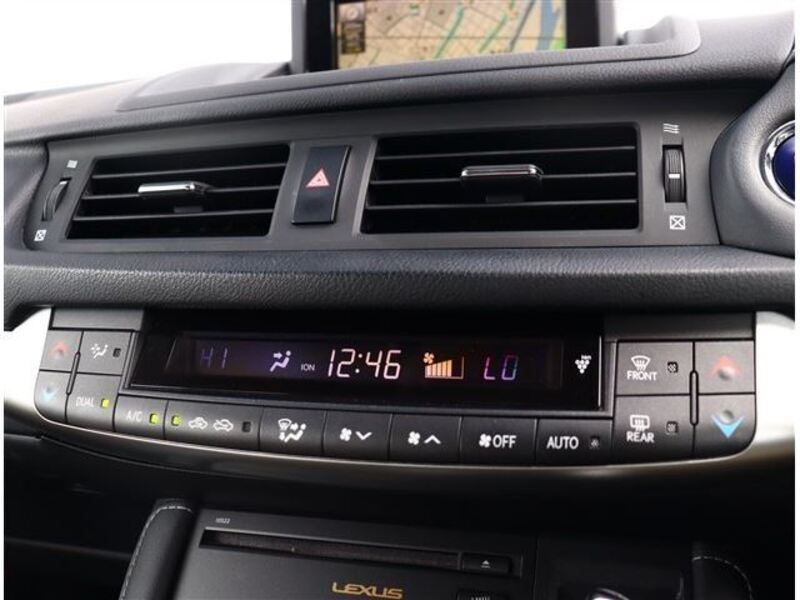 HI ION 12:46 LO
FRONT
DUAL
A/C
OFF
AUTO
REAR
LEXUS